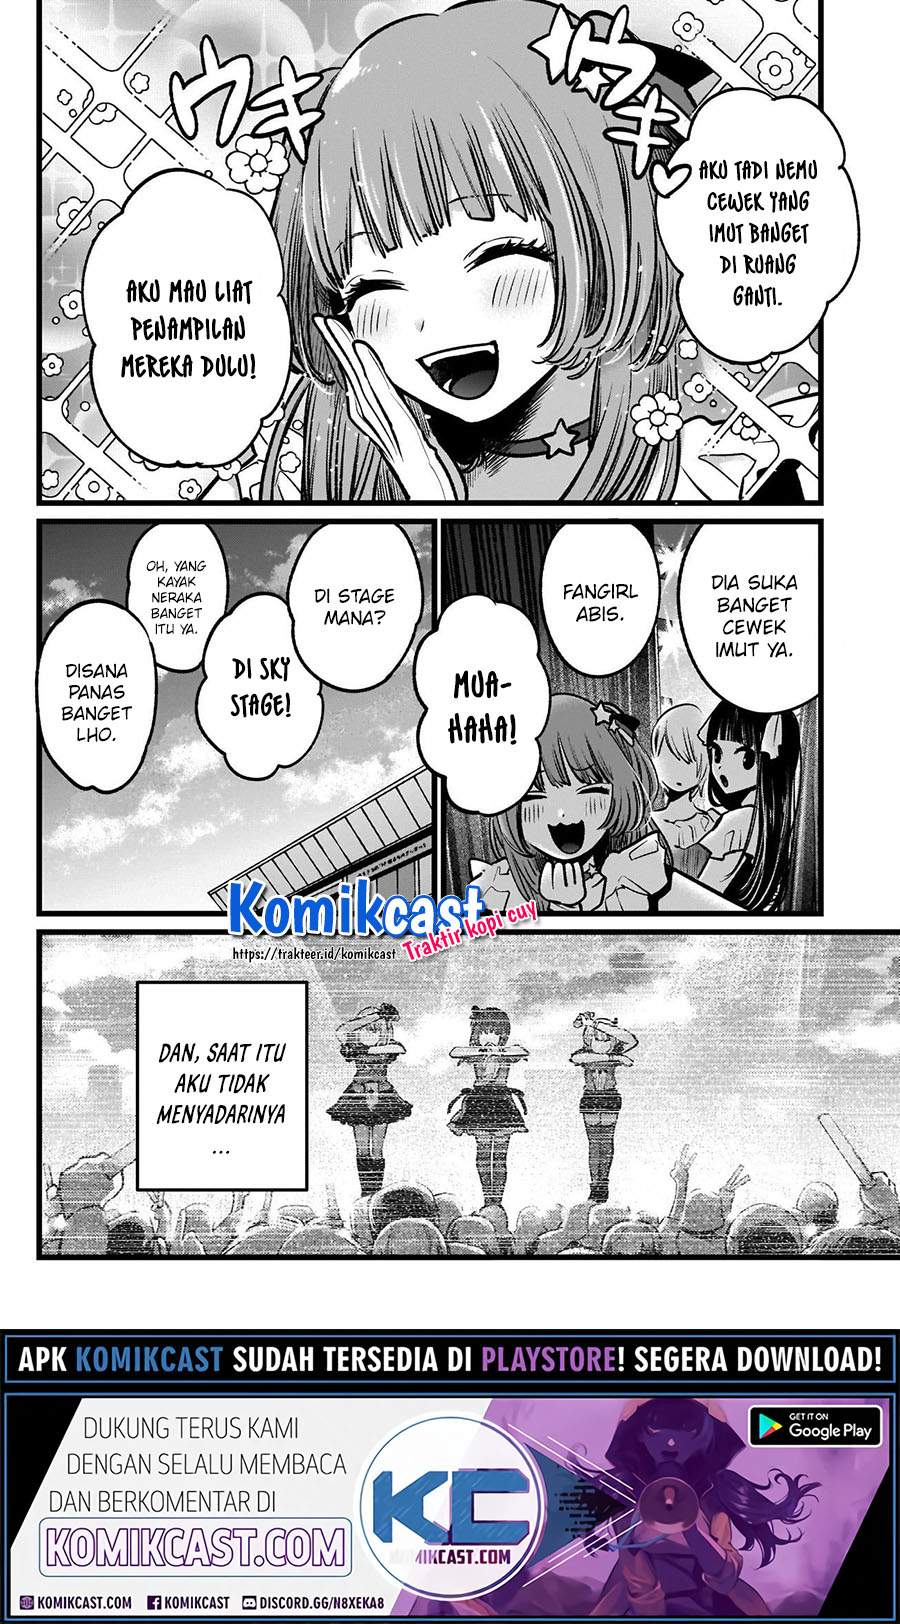 ウキ
ウキ
AKU TADI NEMU
CEWEK YANG
IMUT BANGET
DI RUANG
GANTI.
AKU MAU LIAT
PENAMPILAN
MEREKA DULU!
DIA SUKA
BANGET
CEWEK
IMUT YA.
FANGIRL
ABIS.
MUA-
HAHA!
DI STAGE
MANA?
DI SKY
STAGE!
OH, YANG
KAYAK
NERAKA
BANGET
ITU YA.
DISANA
PANAS
BANGET
LHO.
Komikcast
https://trakteer.id/komikcast
Traktir kopi cuy
DAN, SAAT ITU
AKU TIDAK
MENYADARINYA
...
APK KOMIKCAST SUDAH TERSEDIA DI PLAYSTORE! SEGERA DOWNLOAD!
DUKUNG TERUS KAMI
DENGAN SELALU MEMBACA
DAN BERKOMENTAR DI
KOMIKCAST.COM
KOMIKCAST.COM
KOMIKCAST
DISCORD.GG/N8XEKA8
KC
KOMIKCAST.COM
GET IT ON
Google Play